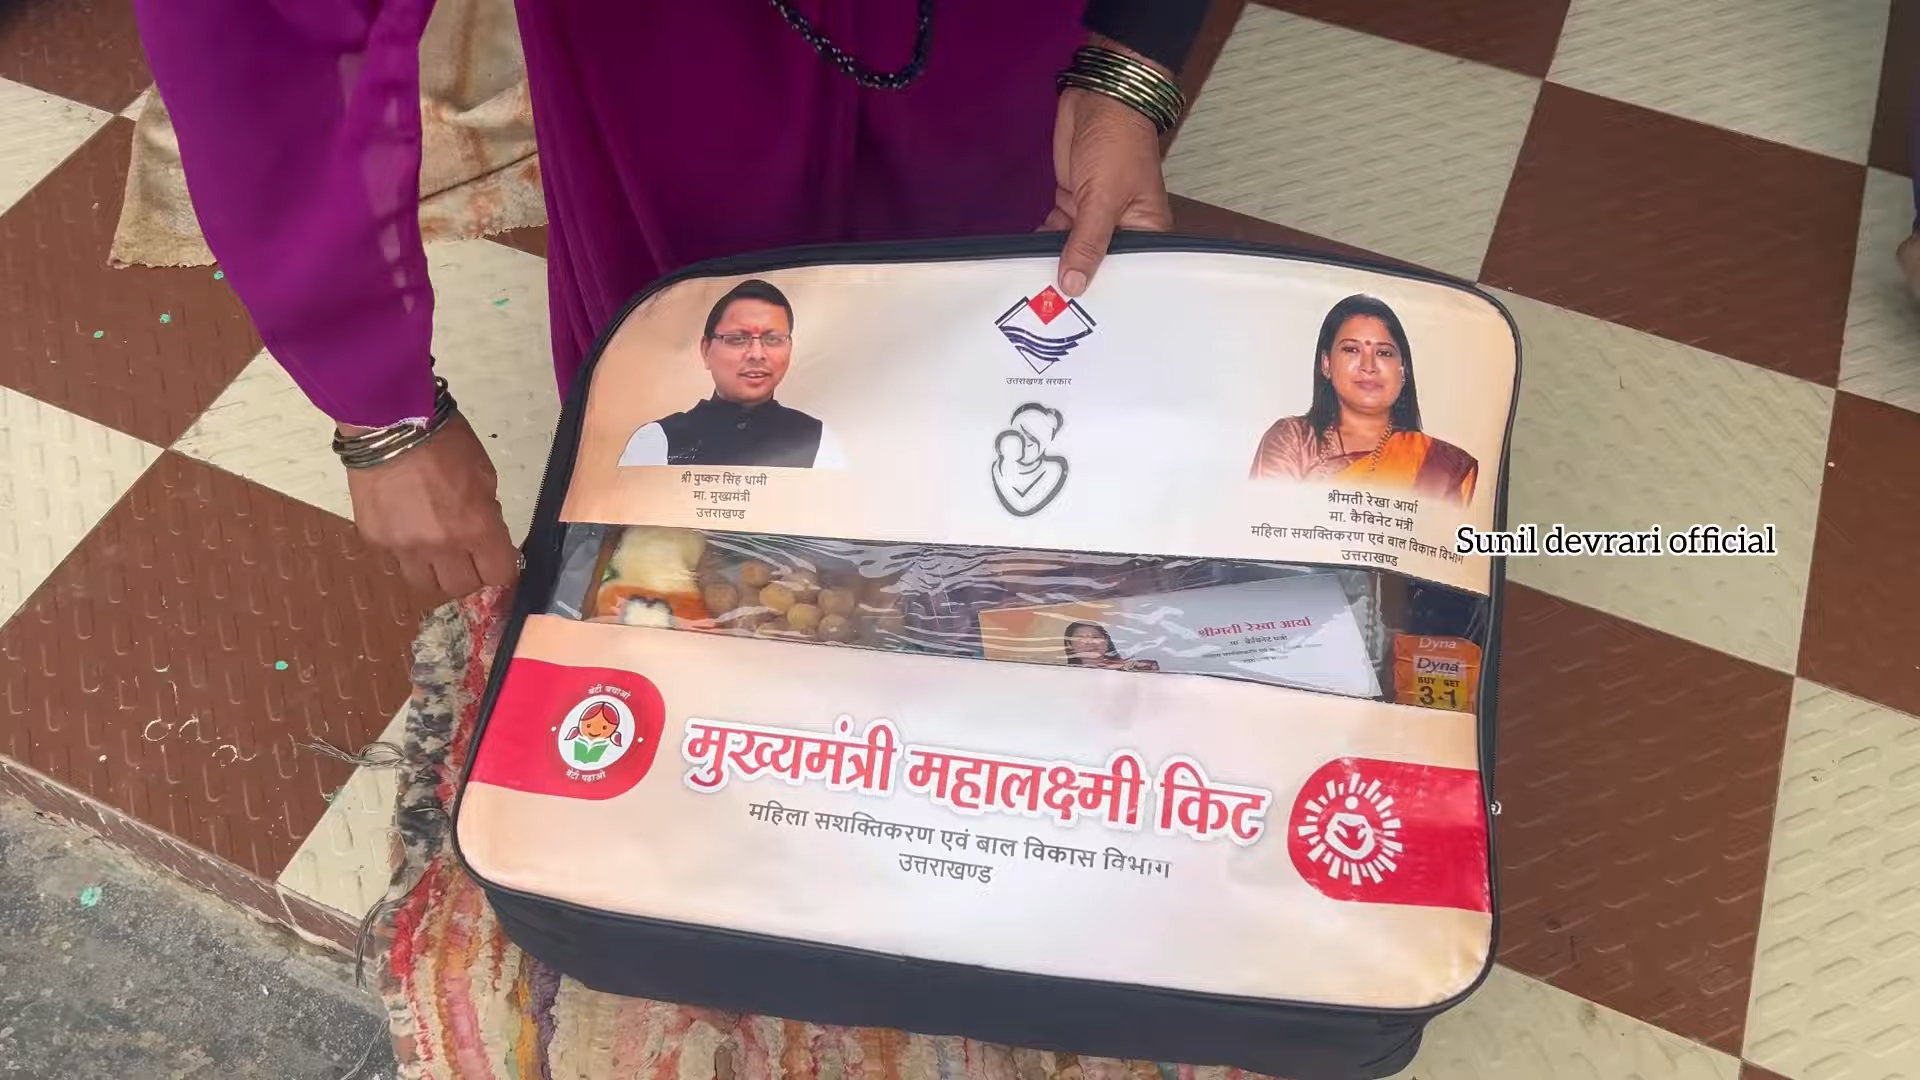 उत्तराखण्ड सरकार
श्री पुष्कर सिंह धामी
मा. मुख्यमंत्री
उत्तराखण्ड
श्रीमती रेखा आर्या
मा. कैबिनेट मंत्री
महिला सशक्तिकरण एवं बाल विकास विभाग
उत्तराखण्ड
Sunil devrari official
श्रीमती रेखा आर्या
मा. कैबिनेट मंत्री
Dyna
Dyna
BUY GET
3+1
बेटी बचाओ
बेटी पढ़ाओ
मुख्यमंत्री महालक्ष्मी किट
महिला सशक्तिकरण एवं बाल विकास विभाग
उत्तराखण्ड